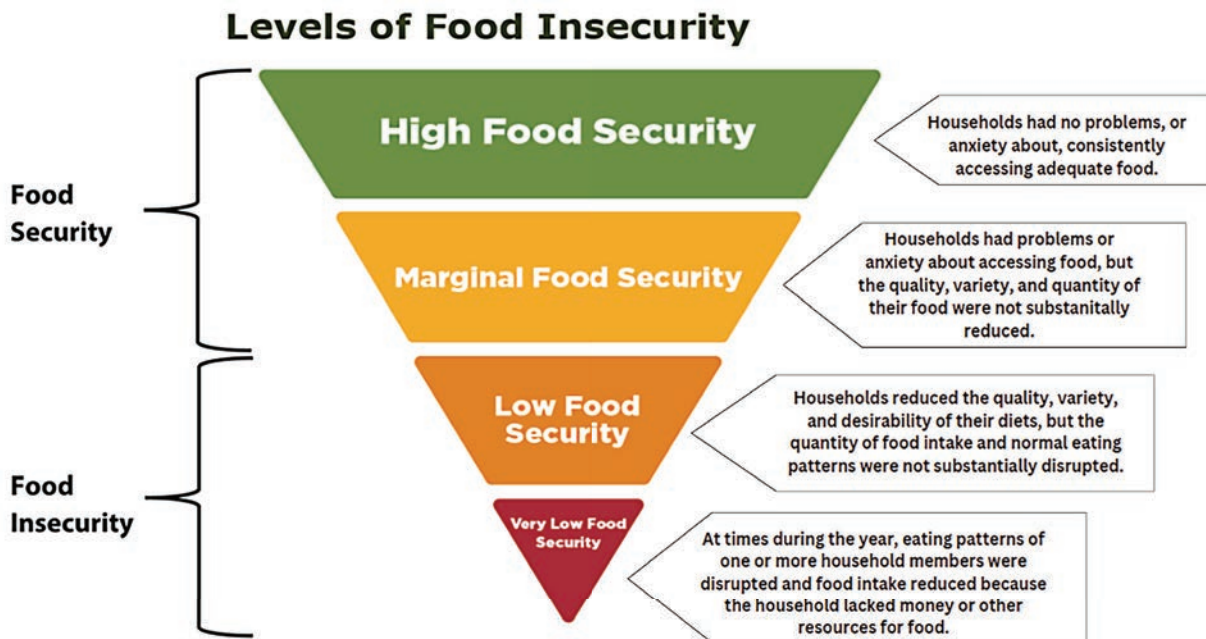 Levels of Food Insecurity
Food
Security
High Food Security
Households had no problems, or
anxiety about, consistently
accessing adequate food.
Marginal Food Security
Households had problems or
anxiety about accessing food, but
the quality, variety, and quantity of
their food were not substanitally
reduced.
Food
Insecurity
Low Food
Security
Households reduced the quality, variety,
and desirability of their diets, but the
quantity of food intake and normal eating
patterns were not substantially disrupted.
Very Low Food
Security
At times during the year, eating patterns of
one or more household members were
disrupted and food intake reduced because
the household lacked money or other
resources for food.